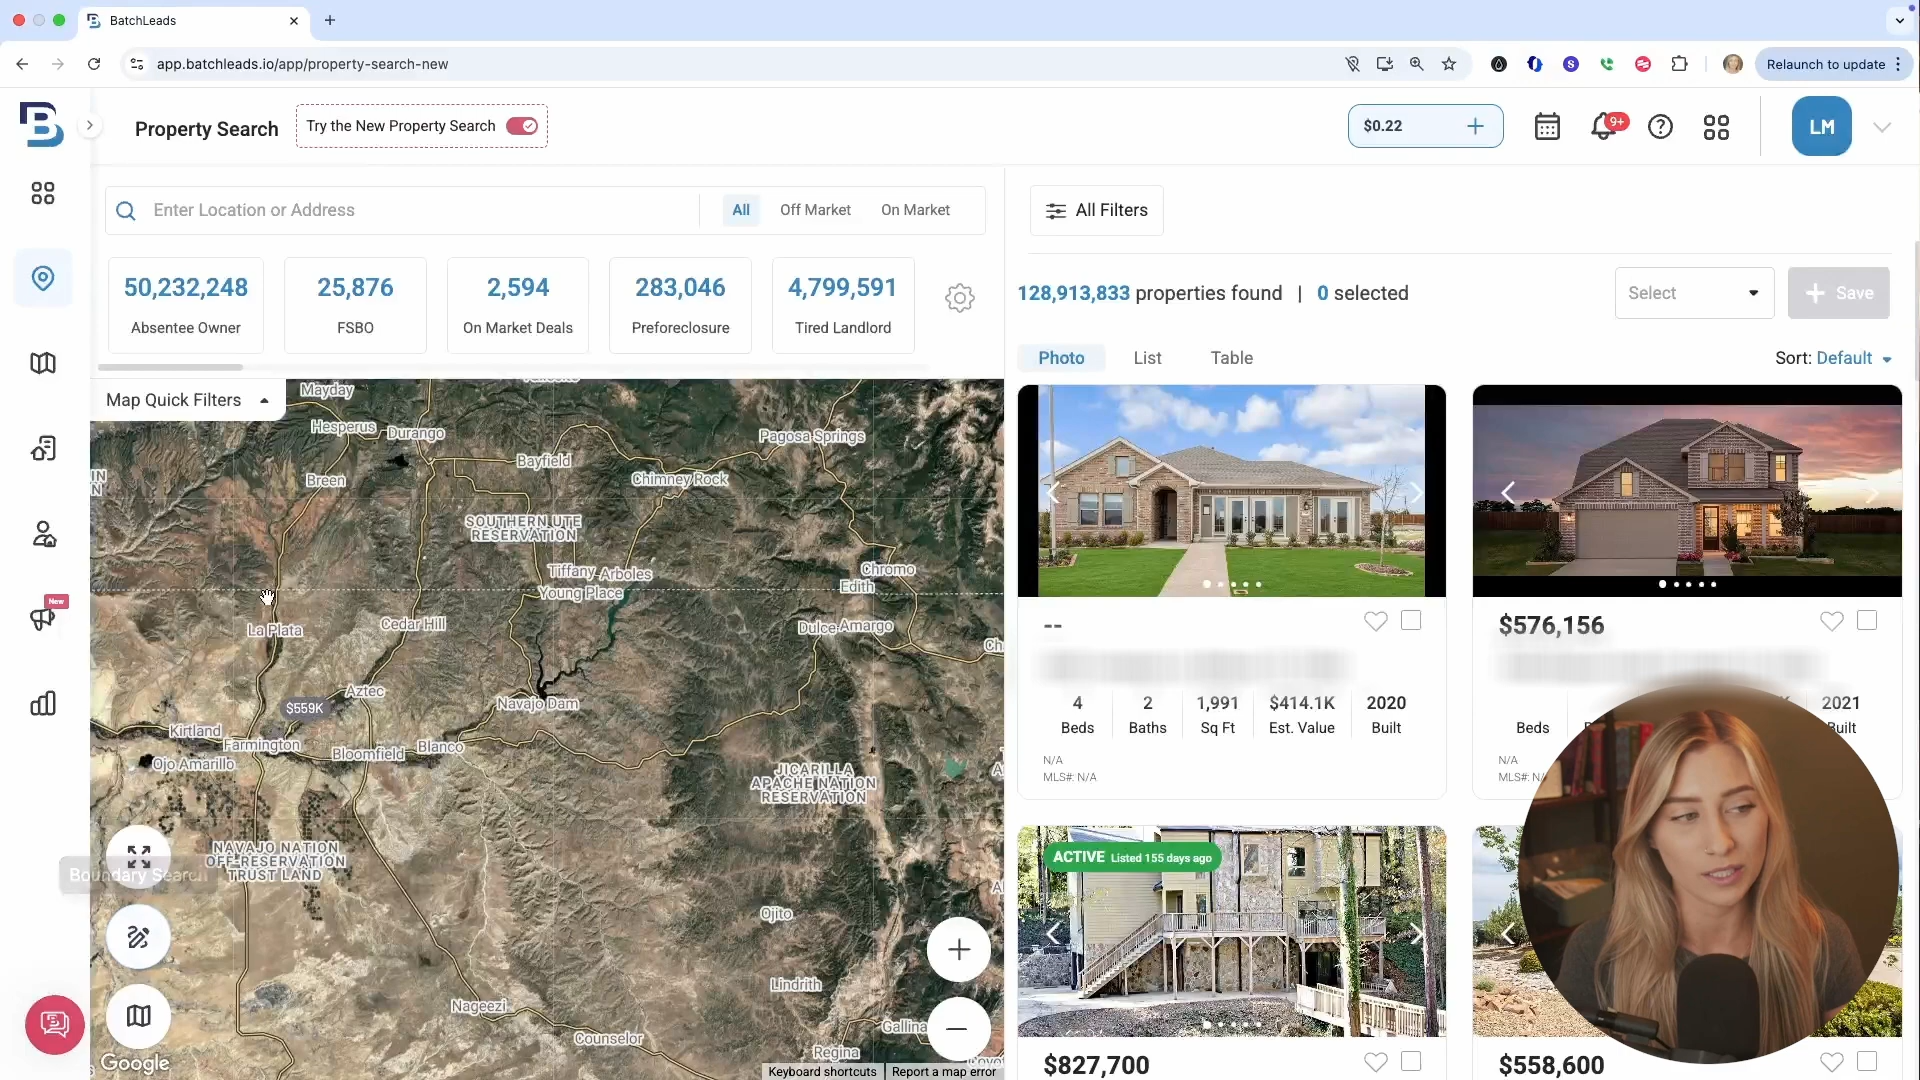 BatchLeads
app.batchleads.io/app/property-search-new
Relaunch to update
Property Search
Try the New Property Search
$0.22
9+
LM
Enter Location or Address
All
Off Market
On Market
All Filters
50,232,248
Absentee Owner
25,876
FSBO
2,594
On Market Deals
283,046
Preforeclosure
4,799,591
Tired Landlord
128,913,833 properties found | 0 selected
Select
Save
Photo
List
Table
Sort: Default
Map Quick Filters
Mayday
Hesperus
Durango
Pagosa Springs
Bayfield
Breen
Chimney Rock
SOUTHERN UTE
RESERVATION
Tiffany
Arboles
Chromo
Young Place
Edith
New
La Plata
Cedar Hill
Dulce
Amargo
Aztec
$559K
Navajo Dam
Kirtland
Farmington
Bloomfield
Blanco
Ojo Amarillo
JICARILLA
APACHE NATION
RESERVATION
NAVAJO NATION
OFF-RESERVATION
TRUST LAND
Boundary Search
Ojito
Lindrith
Nageezi
Counselor
Gallina
Regina
Google
Keyboard shortcuts
Report a map error
--
4
Beds
2
Baths
1,991
Sq Ft
$414.1K
Est. Value
2020
Built
N/A
MLS#: N/A
$576,156
Beds
2021
Built
N/A
MLS#: N/
ACTIVE Listed 155 days ago
$827,700
$558,600